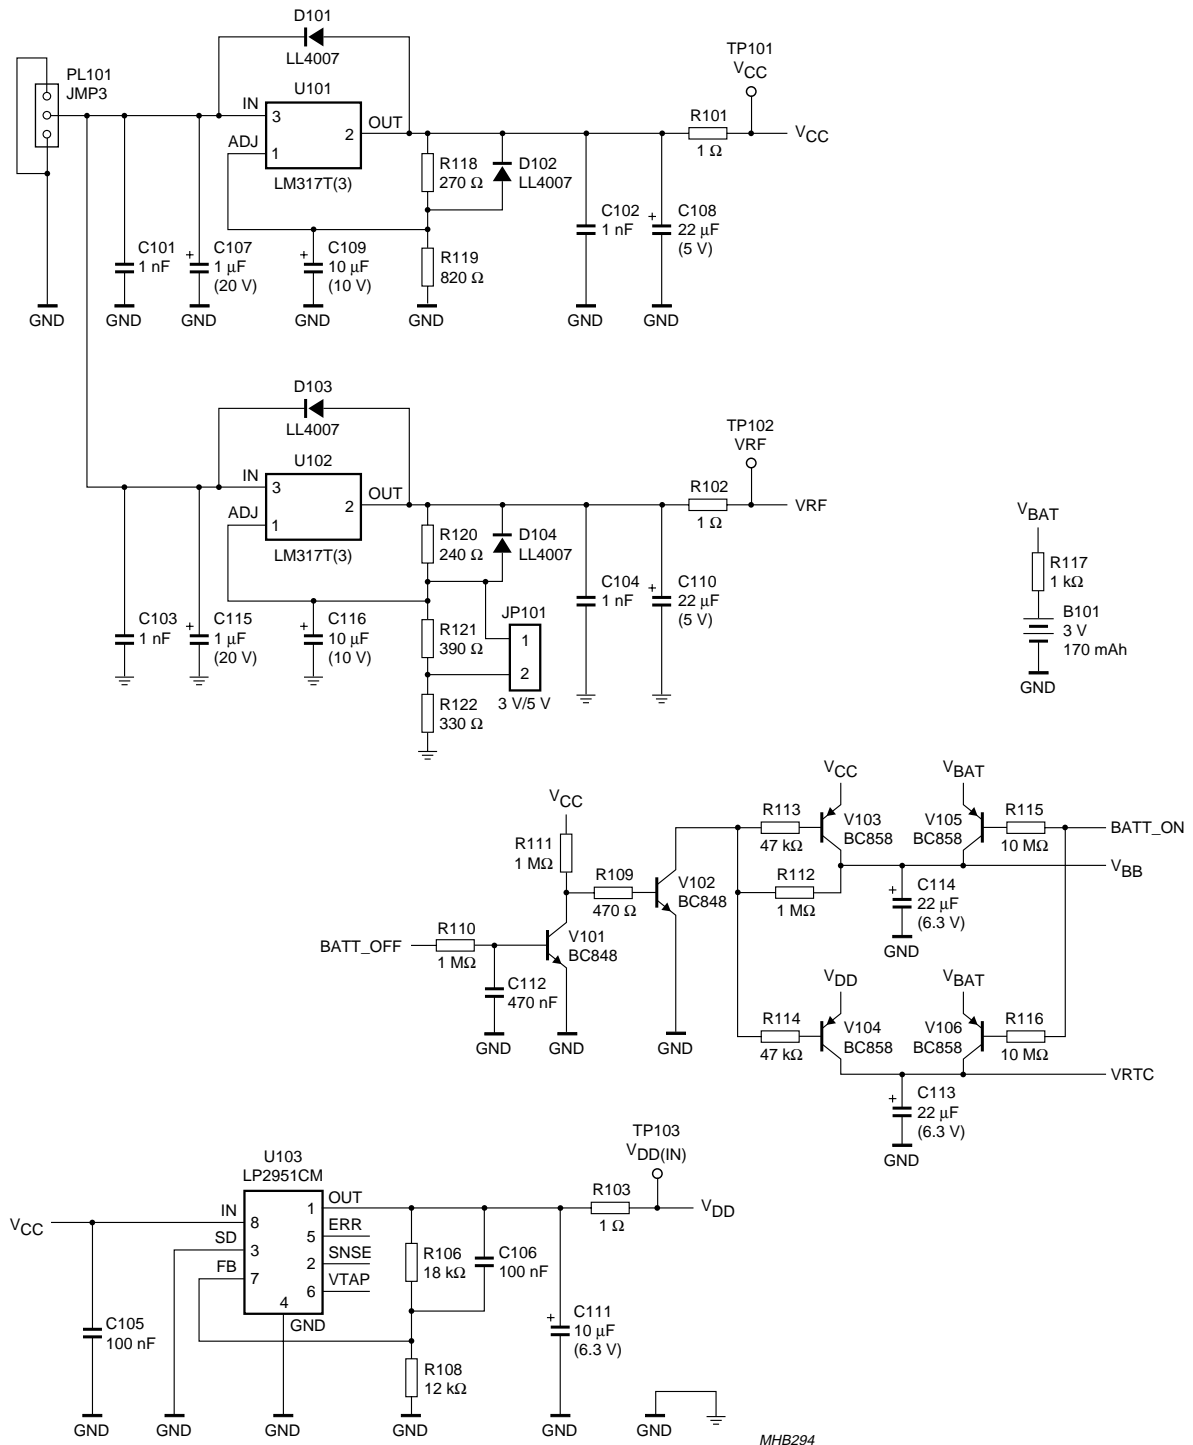 D101
LL4007
PL101
JMP3
U101
IN
3
ADJ
1
2
OUT
LM317T(3)
R118
270 Ω
D102
LL4007
TP101
VCC
R101
1 Ω
VCC
C101
1 nF
C107
1 µF
(20 V)
+
C109
10 µF
(10 V)
+
R119
820 Ω
C102
1 nF
C108
22 µF
(5 V)
+
GND
GND
GND
GND
GND
GND
GND
D103
LL4007
U102
IN
3
ADJ
1
2
OUT
LM317T(3)
R120
240 Ω
D104
LL4007
TP102
VRF
R102
1 Ω
VRF
C103
1 nF
C115
1 µF
(20 V)
+
C116
10 µF
(10 V)
+
R121
390 Ω
JP101
1
2
3 V/5 V
R122
330 Ω
C104
1 nF
C110
22 µF
(5 V)
+
VBAT
R117
1 kΩ
B101
3 V
170 mAh
GND
VCC
R111
1 MΩ
R109
470 Ω
V102
BC848
BATT_OFF
R110
1 MΩ
V101
BC848
C112
470 nF
GND
GND
GND
VCC
R113
47 kΩ
V103
BC858
VBAT
V105
BC858
R115
10 MΩ
BATT_ON
VBB
R112
1 MΩ
C114
22 µF
(6.3 V)
+
GND
VDD
R114
47 kΩ
V104
BC858
VBAT
V106
BC858
R116
10 MΩ
VRTC
C113
22 µF
(6.3 V)
+
GND
U103
LP2951CM
VCC
IN
8
SD
3
FB
7
4
GND
1
OUT
5
ERR
2
SNSE
6
VTAP
R106
18 kΩ
C106
100 nF
R103
1 Ω
TP103
VDD(IN)
VDD
C105
100 nF
R108
12 kΩ
C111
10 µF
(6.3 V)
+
GND
GND
GND
GND
GND
GND
MHB294